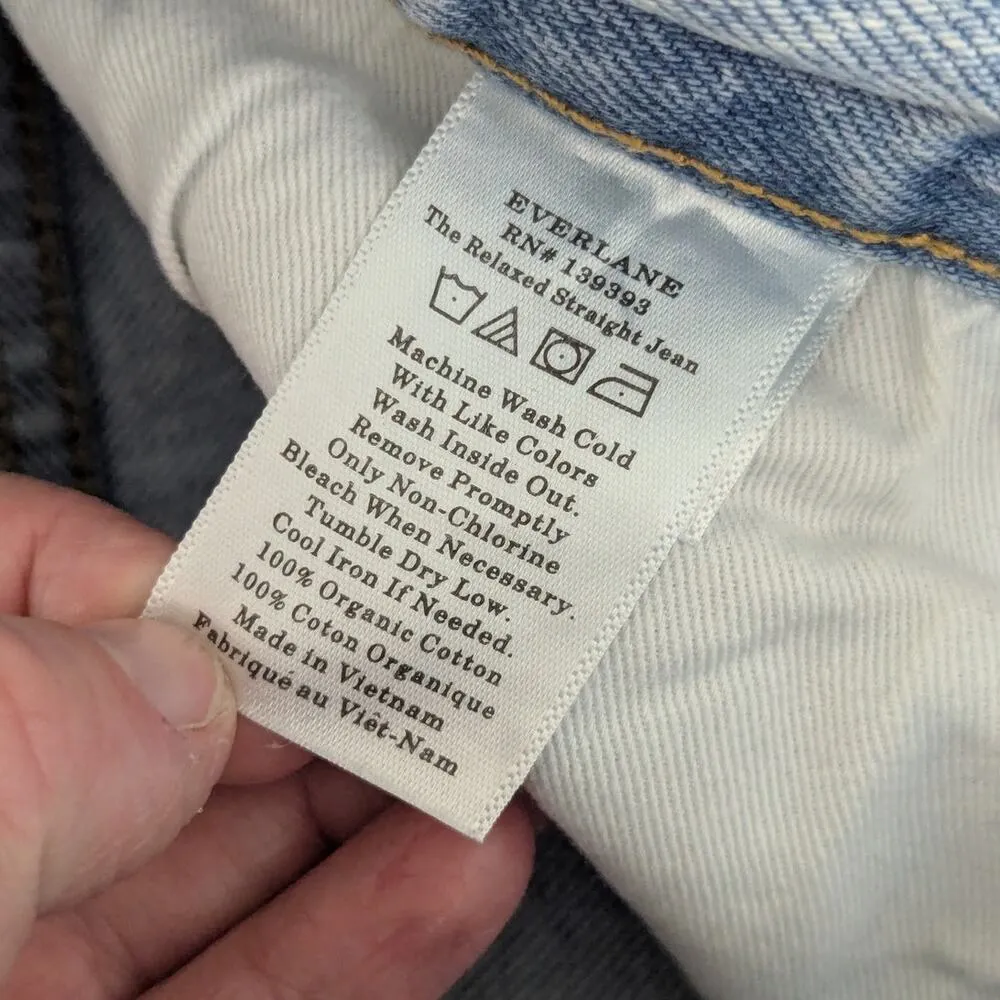 EVERLANE
RN# 139393
The Relaxed Straight Jean
Machine Wash Cold
With Like Colors
Wash Inside Out.
Remove Promptly
Only Non-Chlorine
Bleach When Necessary.
Tumble Dry Low.
Cool Iron If Needed.
100% Organic Cotton
100% Coton Organique
Made in Vietnam
Fabriqué au Viêt-Nam